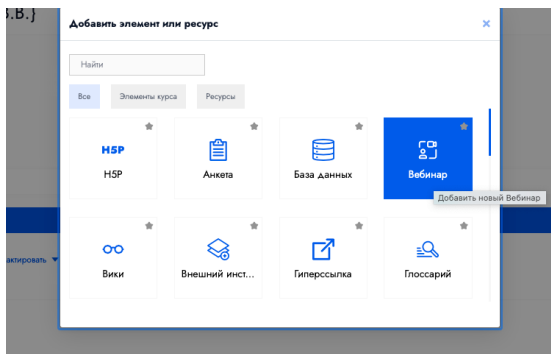 З.В.}
Добавить элемент или ресурс ×
Найти
Все Элементы курса Ресурсы
H5P
H5P Анкета База данных Вебинар
Добавить новый Вебинар
актировать
Вики Внешний инст... Гиперссылка Глоссарий